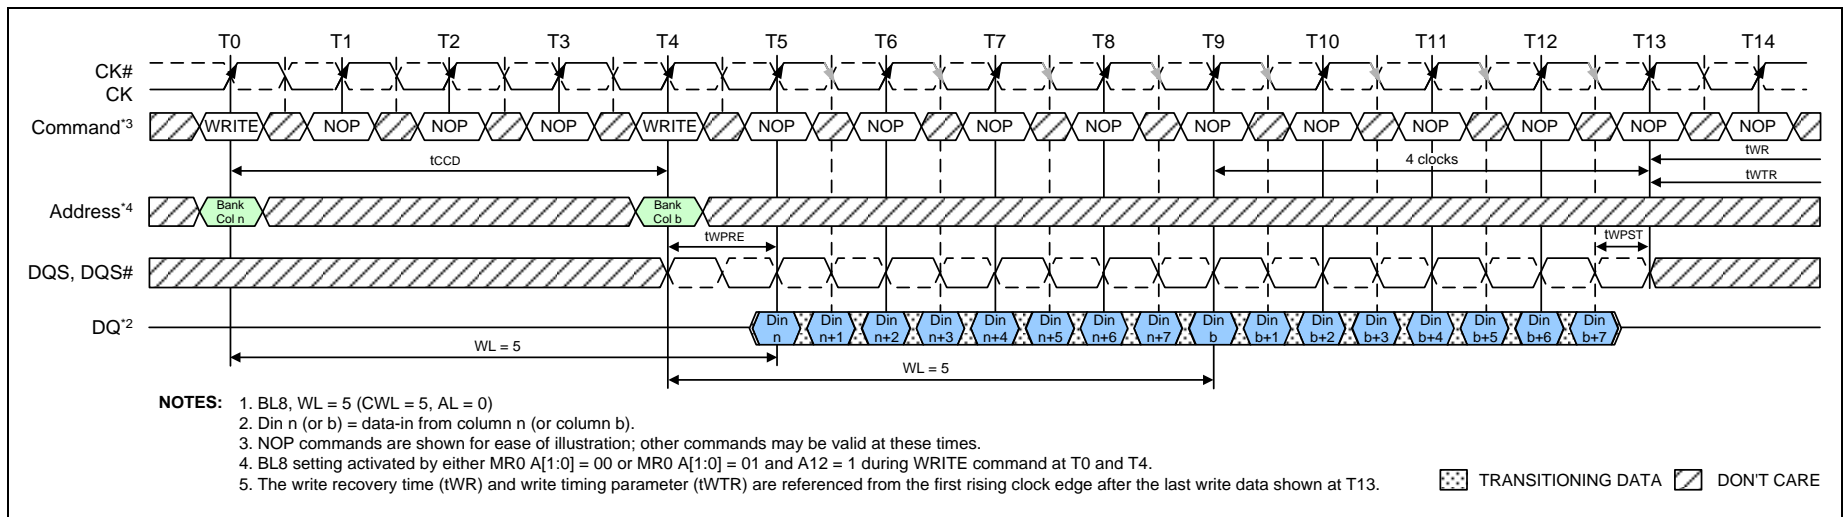 T0 T1 T2 T3 T4 T5 T6 T7 T8 T9 T10 T11 T12 T13 T14
CK#
CK
Command*3 WRITE NOP NOP NOP WRITE NOP NOP NOP NOP NOP NOP NOP NOP NOP NOP
tCCD 4 clocks tWR
tWTR
Address*4 Bank Col n Bank Col b
tWPRE tWPST
DQS, DQS#
DQ*2 Din n Din n+1 Din n+2 Din n+3 Din n+4 Din n+5 Din n+6 Din n+7 Din b Din b+1 Din b+2 Din b+3 Din b+4 Din b+5 Din b+6 Din b+7
WL = 5
WL = 5
NOTES: 1. BL8, WL = 5 (CWL = 5, AL = 0)
2. Din n (or b) = data-in from column n (or column b).
3. NOP commands are shown for ease of illustration; other commands may be valid at these times.
4. BL8 setting activated by either MR0 A[1:0] = 00 or MR0 A[1:0] = 01 and A12 = 1 during WRITE command at T0 and T4.
5. The write recovery time (tWR) and write timing parameter (tWTR) are referenced from the first rising clock edge after the last write data shown at T13.
TRANSITIONING DATA DON'T CARE